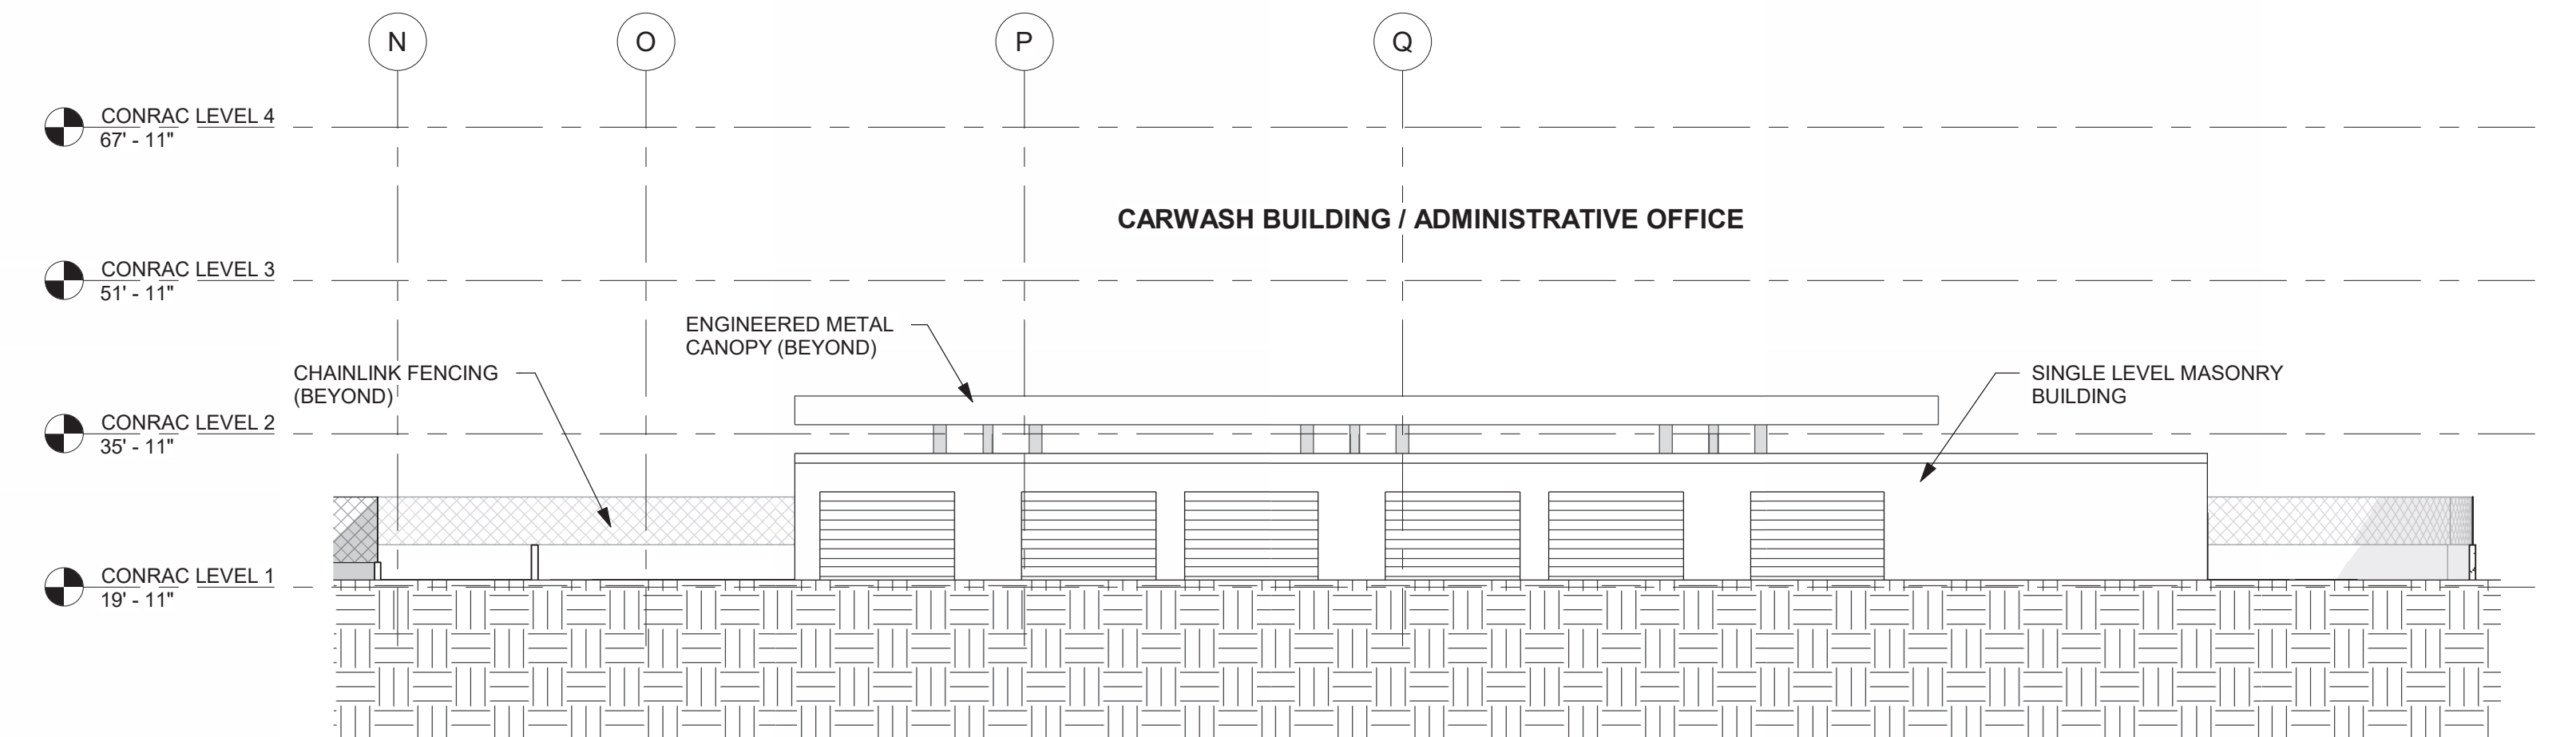 N
O
P
Q
CONRAC LEVEL 4
67' - 11"
CARWASH BUILDING / ADMINISTRATIVE OFFICE
CONRAC LEVEL 3
51' - 11"
ENGINEERED METAL
CANOPY (BEYOND)
CHAINLINK FENCING
(BEYOND)
SINGLE LEVEL MASONRY
BUILDING
CONRAC LEVEL 2
35' - 11"
CONRAC LEVEL 1
19' - 11"